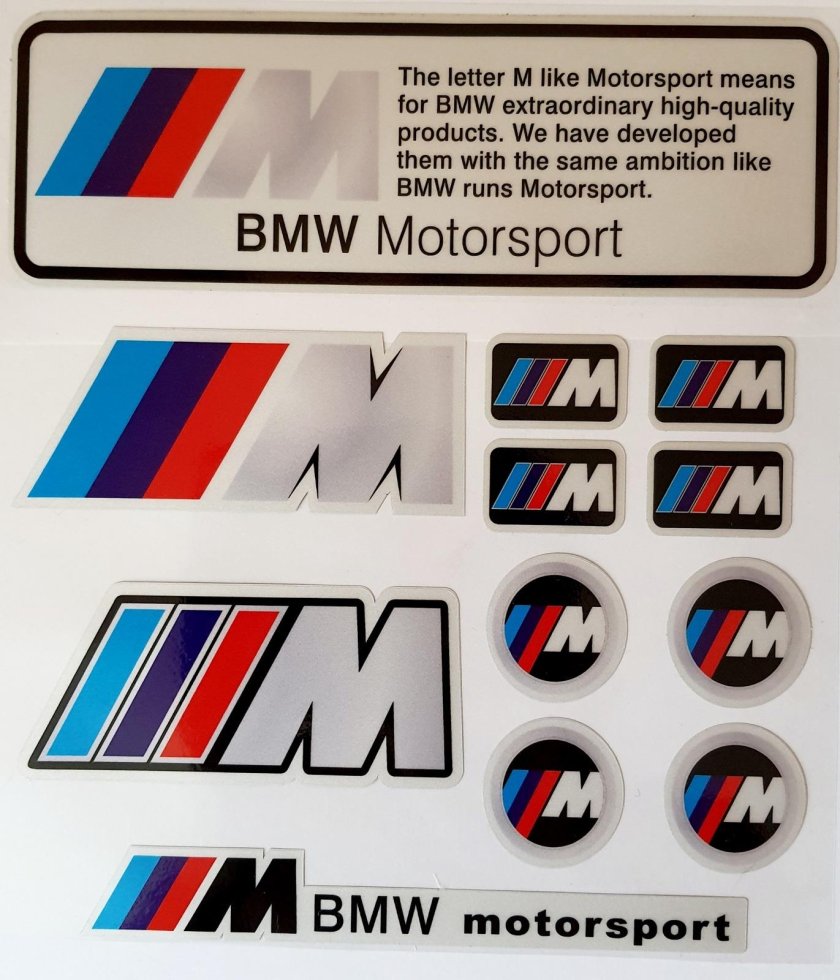 M
The letter M like Motorsport means
for BMW extraordinary high-quality
products. We have developed
them with the same ambition like
BMW runs Motorsport.
BMW Motorsport
M
M
M
M
M
M
M
M
M
M
M BMW motorsport